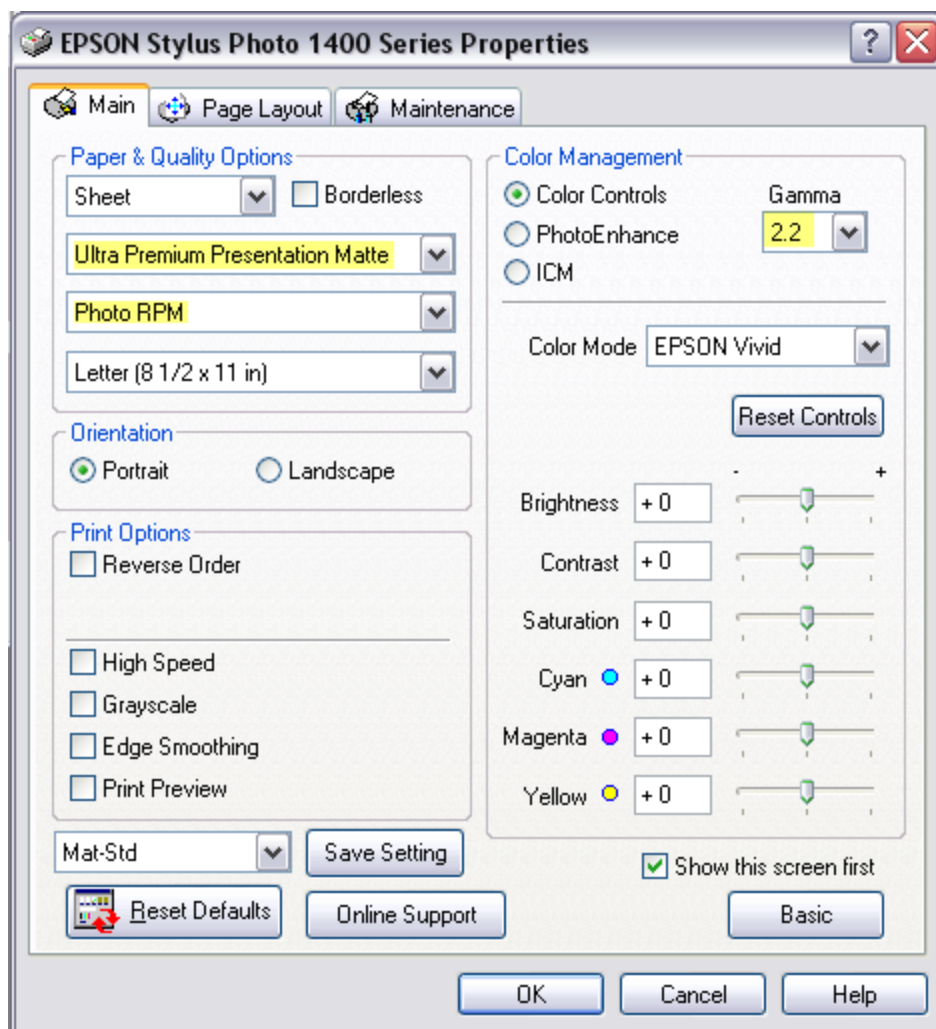 EPSON Stylus Photo 1400 Series Properties
?
Main
Page Layout
Maintenance
Paper & Quality Options
Sheet
Borderless
Ultra Premium Presentation Matte
Photo RPM
Letter (8 1/2 x 11 in)
Orientation
Portrait
Landscape
Print Options
Reverse Order
High Speed
Grayscale
Edge Smoothing
Print Preview
Mat-Std
Save Setting
Reset Defaults
Online Support
Color Management
Color Controls
PhotoEnhance
ICM
Gamma
2.2
Color Mode EPSON Vivid
Reset Controls
- +
Brightness + 0
Contrast + 0
Saturation + 0
Cyan + 0
Magenta + 0
Yellow + 0
Show this screen first
Basic
OK
Cancel
Help